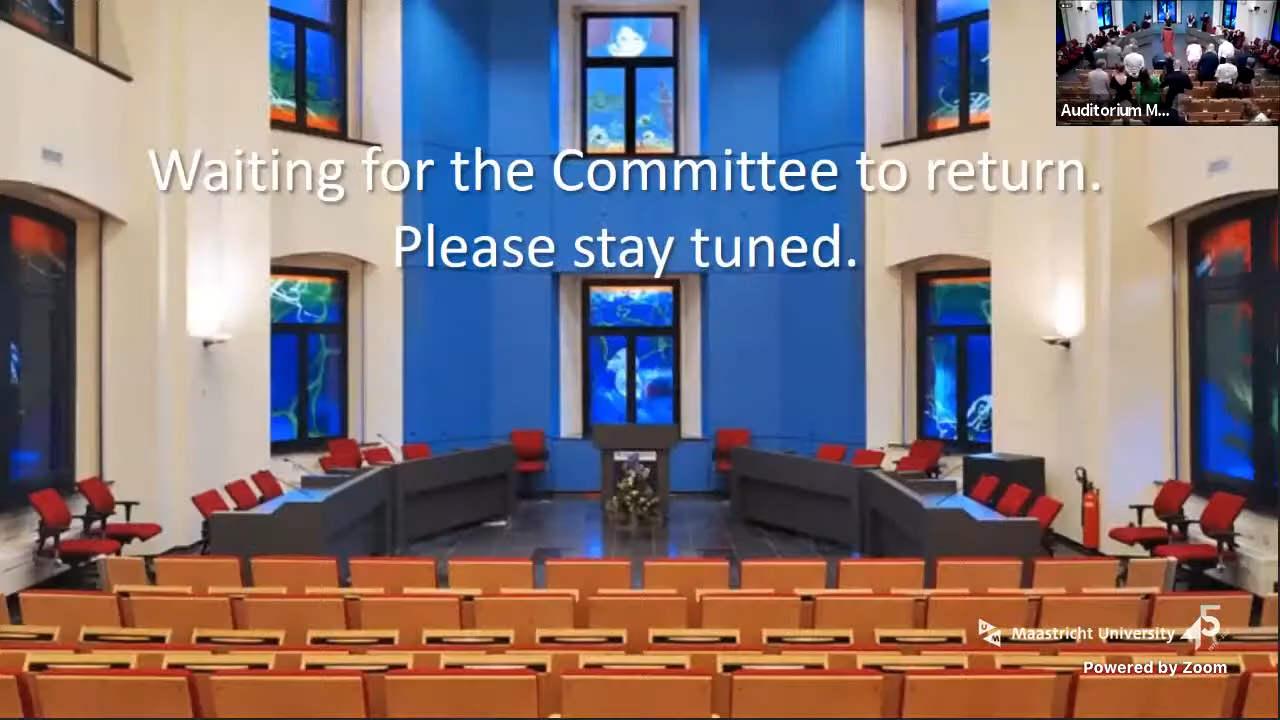 Auditorium M...
Waiting for the Committee to return.
Please stay tuned.
Maastricht University
Powered by Zoom